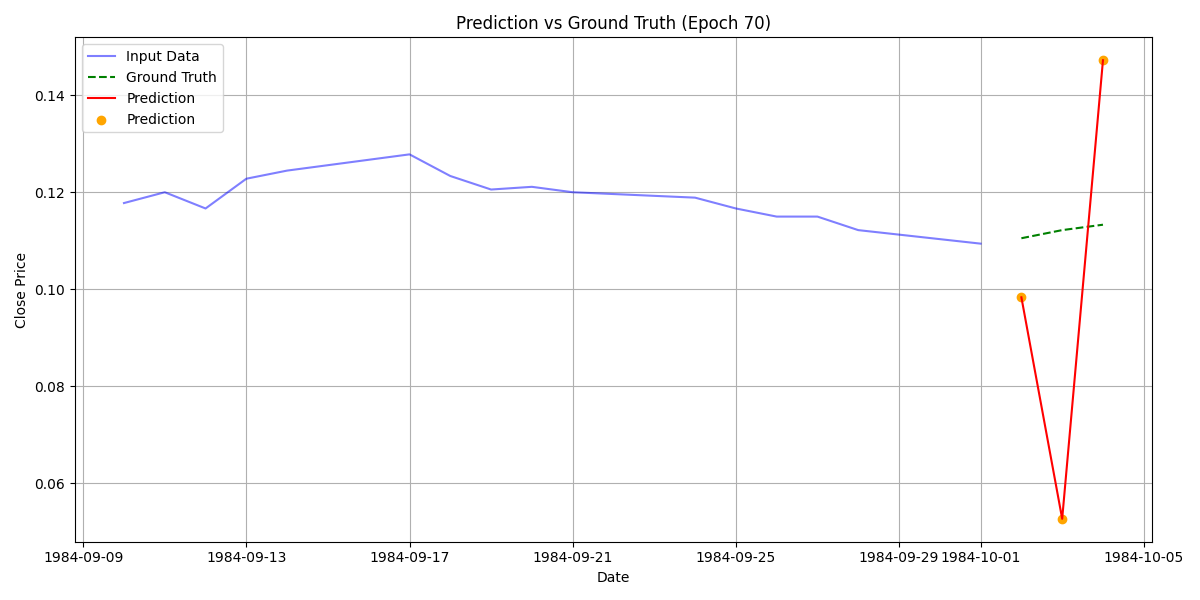 Prediction vs Ground Truth (Epoch 70)
Input Data
Ground Truth
Prediction
Prediction
Close Price
0.14
0.12
0.10
0.08
0.06
1984-09-09 1984-09-13 1984-09-17 1984-09-21 1984-09-25 1984-09-29 1984-10-01 1984-10-05
Date